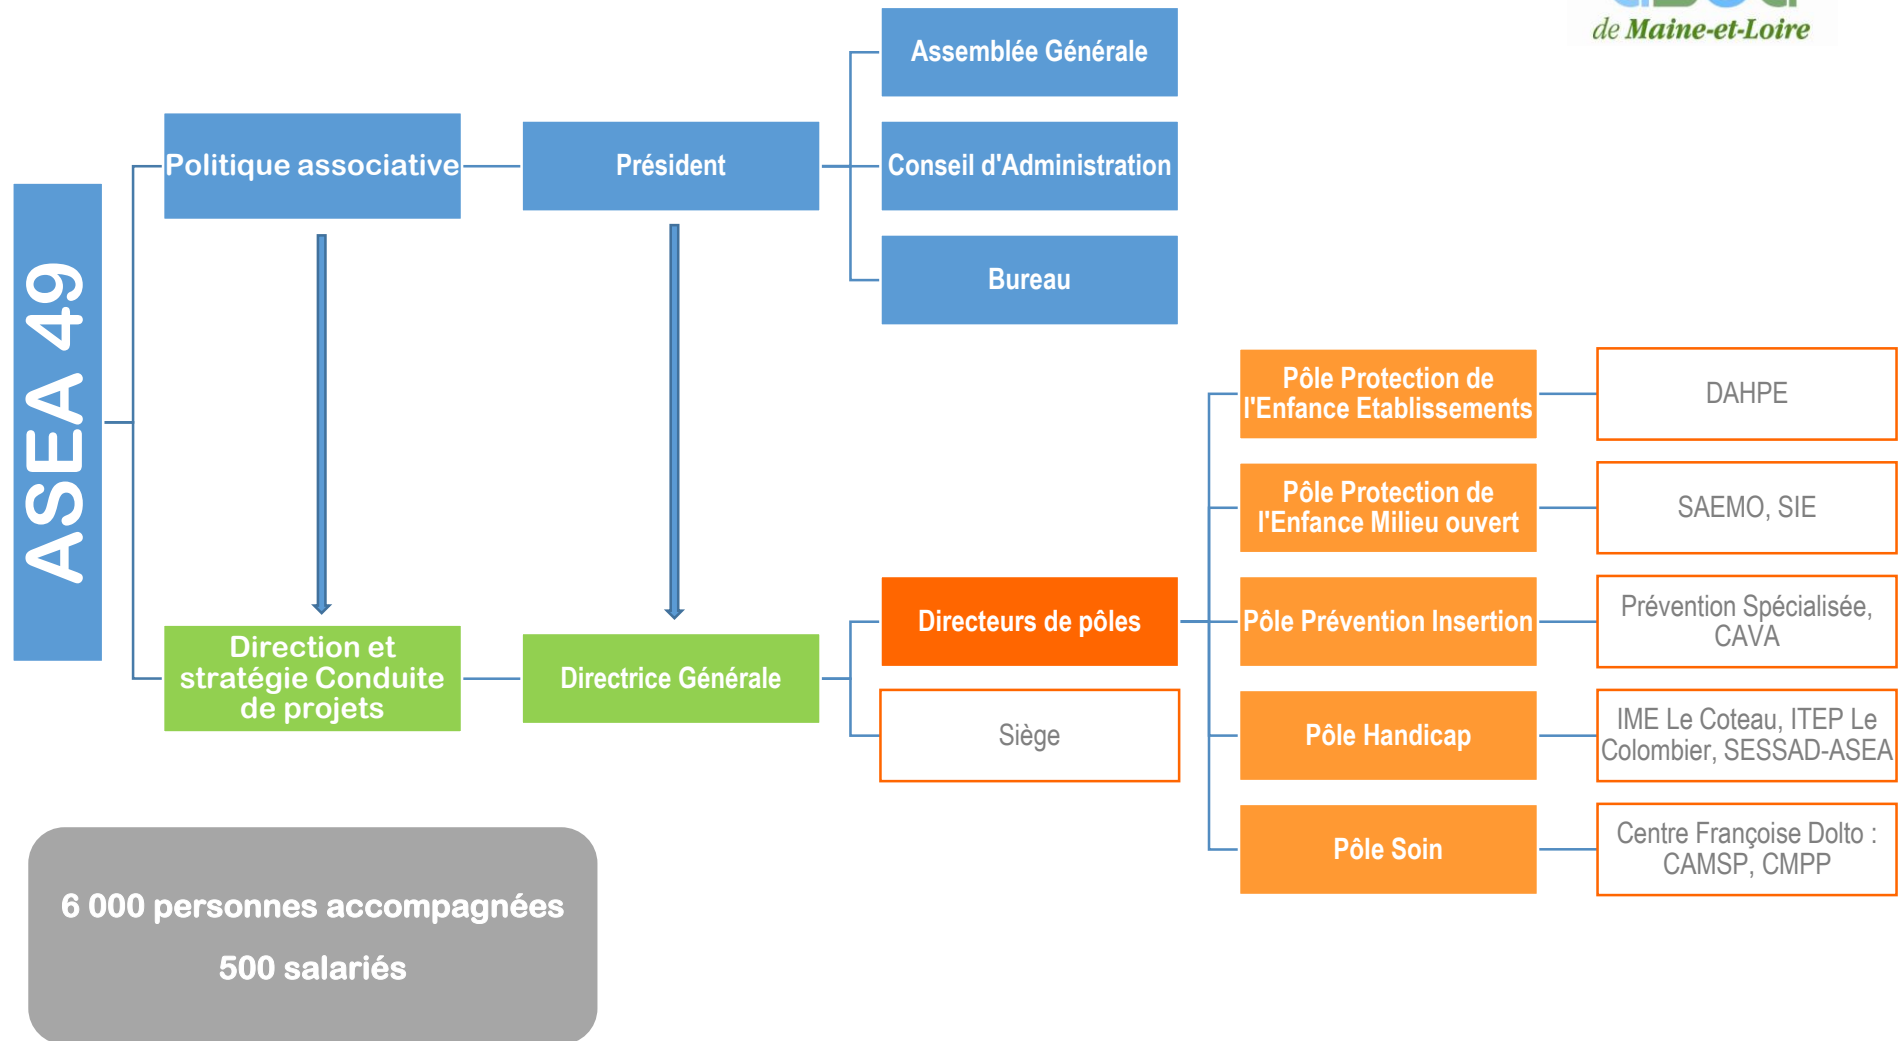 de Maine-et-Loire
ASEA 49
Politique associative
Président
Assemblée Générale
Conseil d'Administration
Bureau
Direction et
stratégie Conduite
de projets
Directrice Générale
Directeurs de pôles
Siège
Pôle Protection de
l'Enfance Etablissements
DAHPE
Pôle Protection de
l'Enfance Milieu ouvert
SAEMO, SIE
Pôle Prévention Insertion
Prévention Spécialisée,
CAVA
Pôle Handicap
IME Le Coteau, ITEP Le
Colombier, SESSAD-ASEA
Pôle Soin
Centre Françoise Dolto :
CAMSP, CMPP
6 000 personnes accompagnées
500 salariés